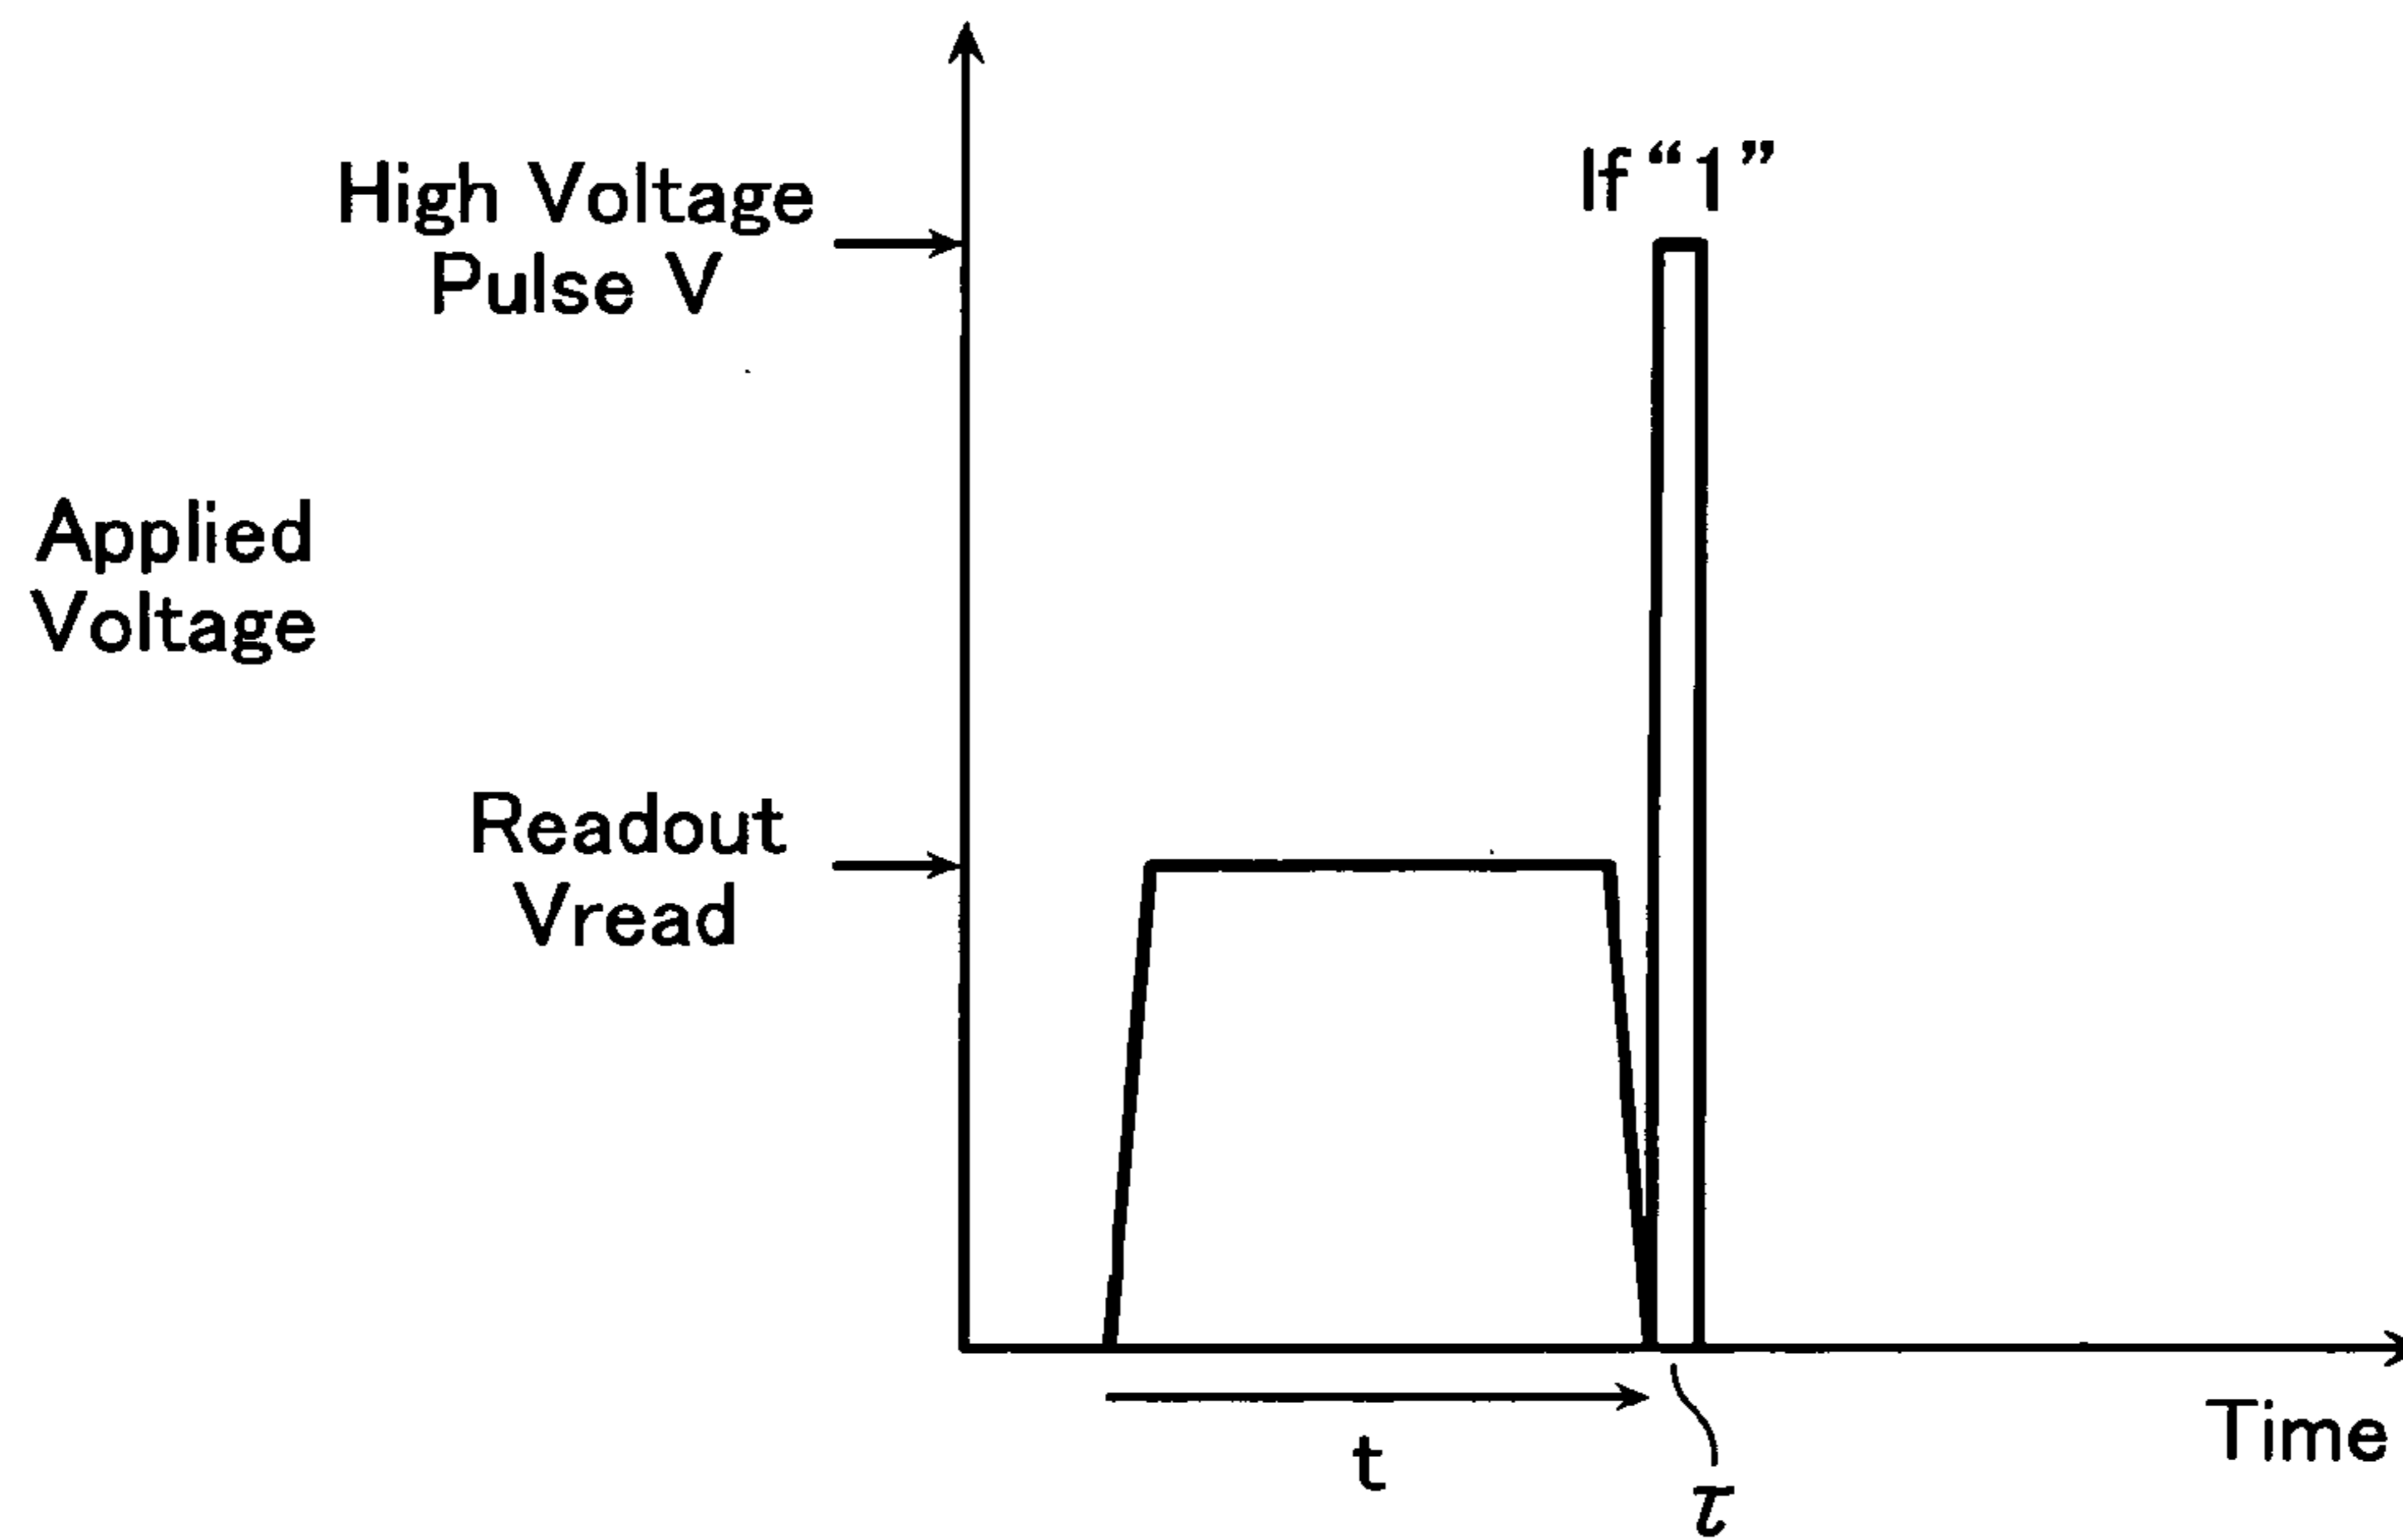 High Voltage
Pulse V
If “1”
Applied
Voltage
Readout
Vread
Time
t
τ